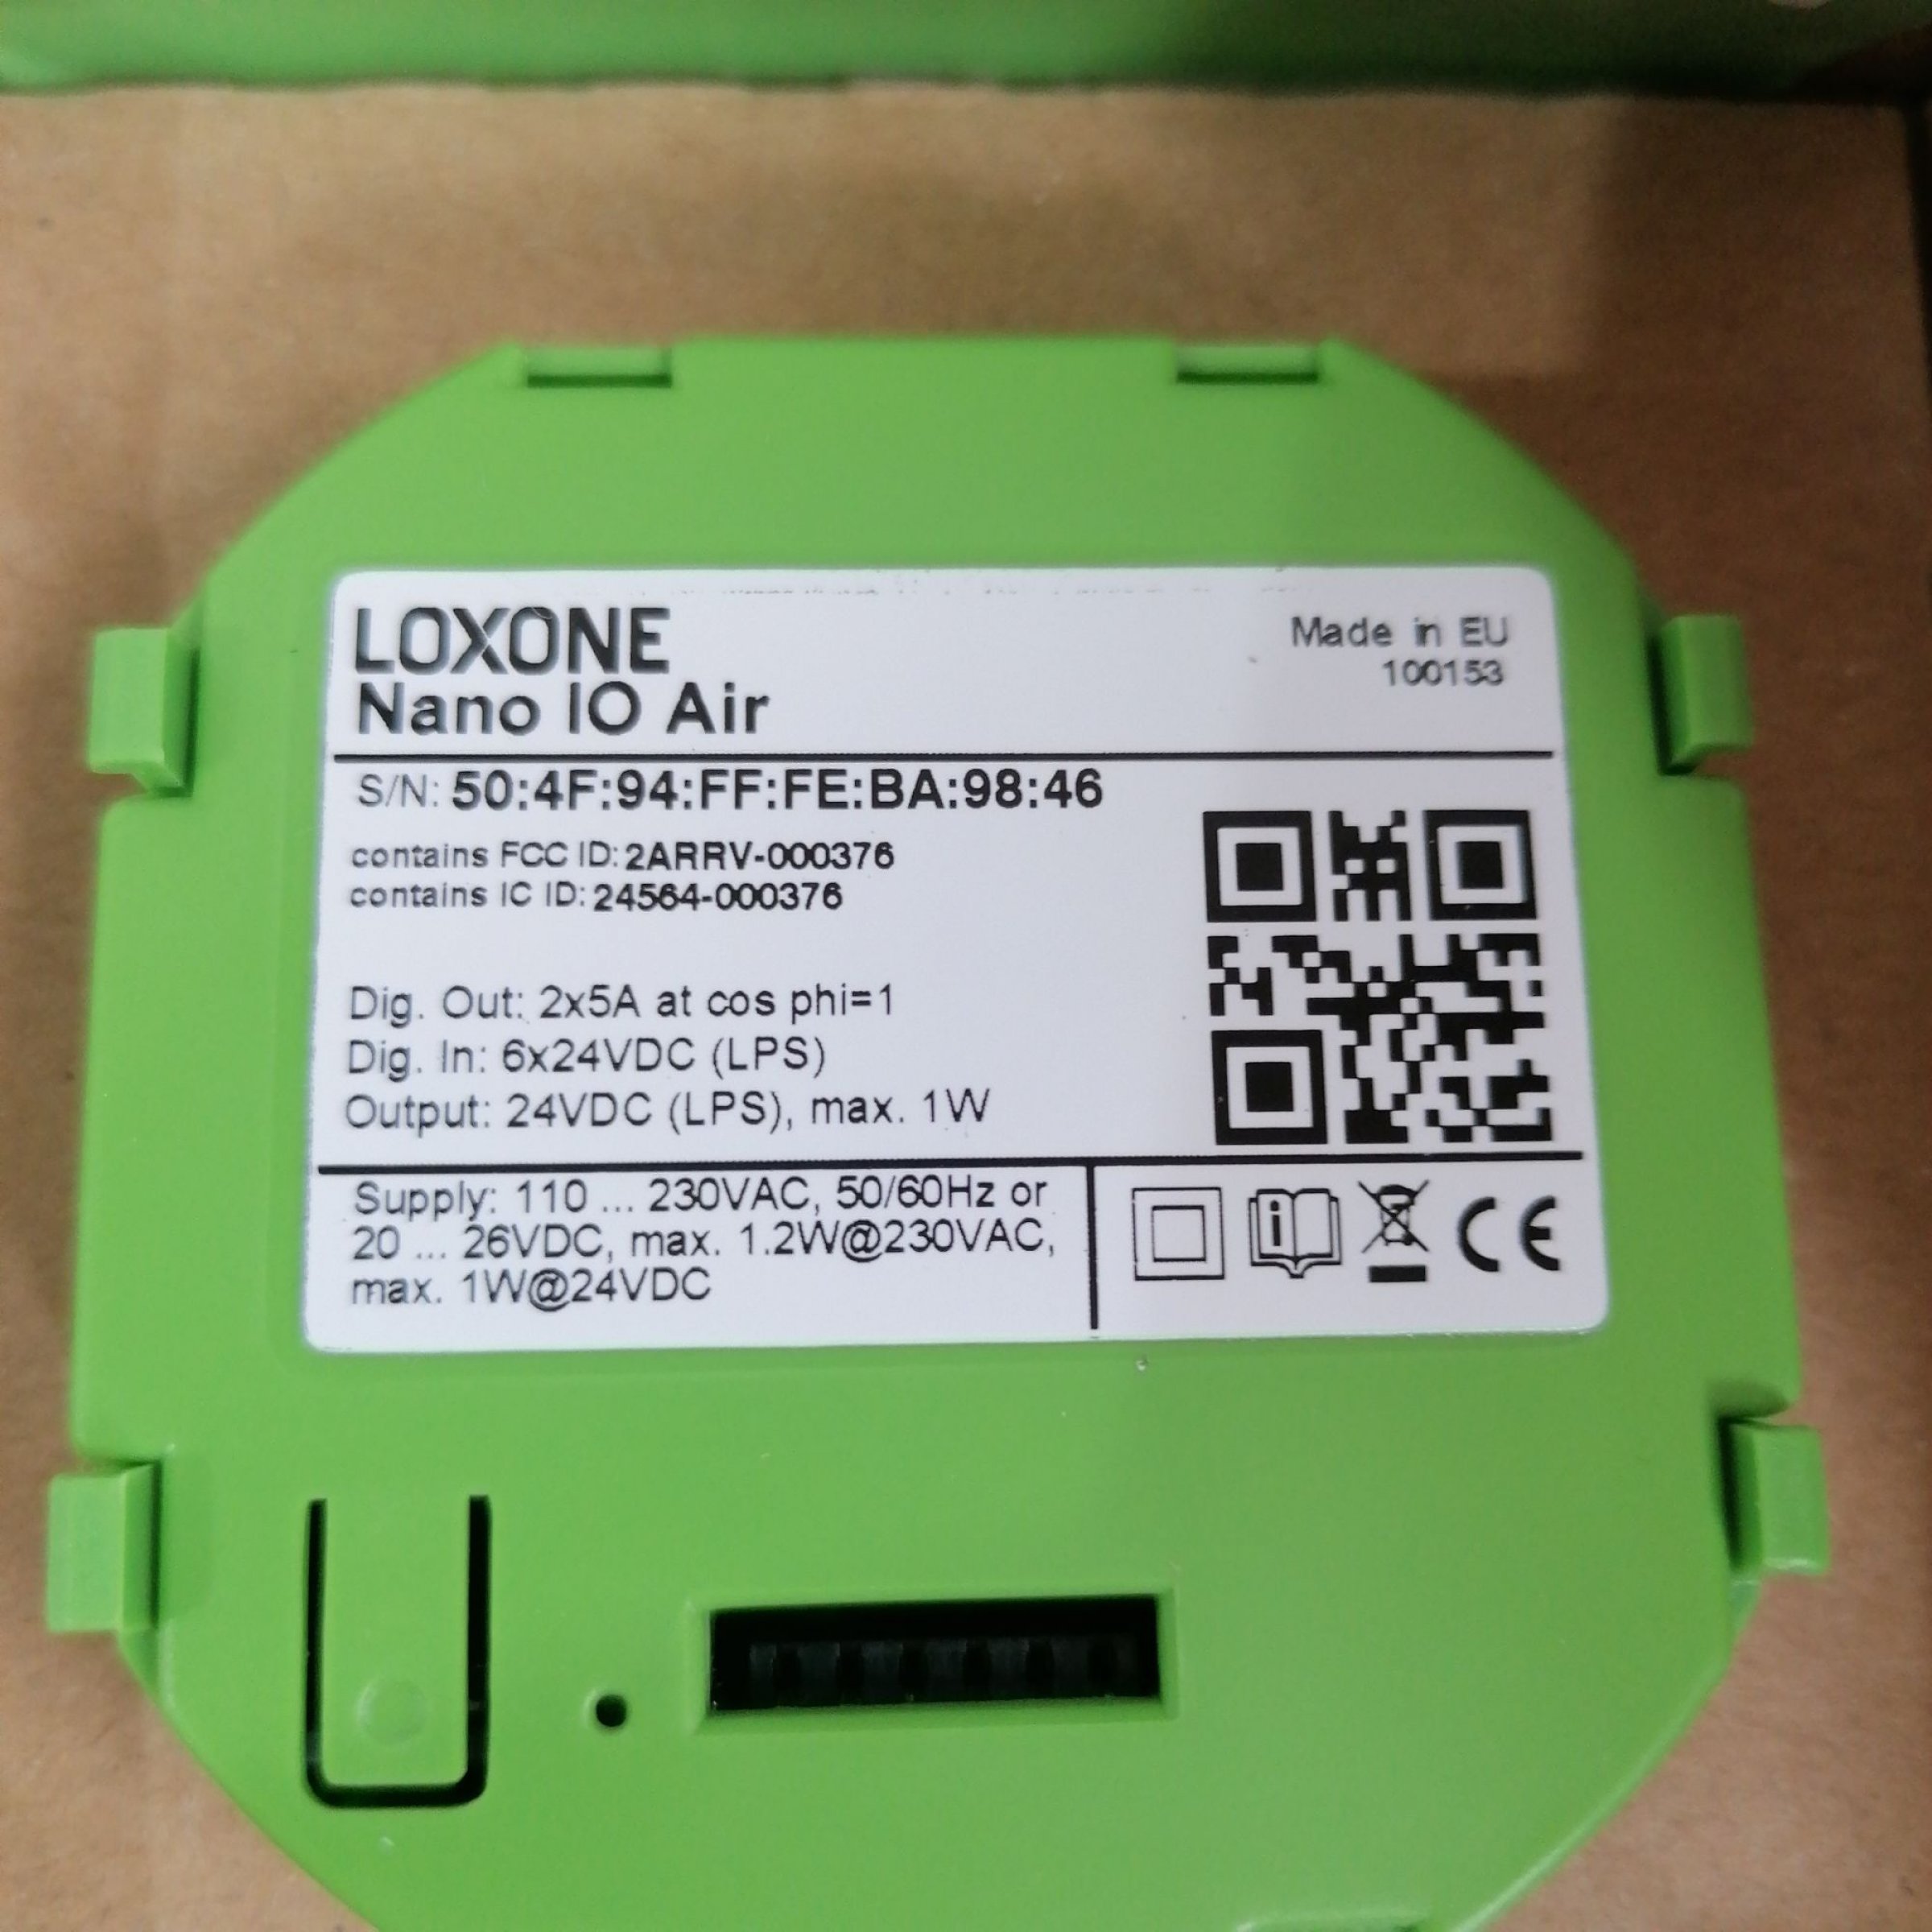 LOXONE
Nano IO Air
Made in EU
100153
S/N: 50:4F:94:FF:FE:BA:98:46
contains FCC ID: 2ARRV-000376
contains IC ID: 24564-000376
Dig. Out: 2x5A at cos phi=1
Dig. In: 6x24VDC (LPS)
Output: 24VDC (LPS), max. 1W
Supply: 110 ... 230VAC, 50/60Hz or
20 ... 26VDC, max. 1.2W@230VAC,
max. 1W@24VDC
i
CE